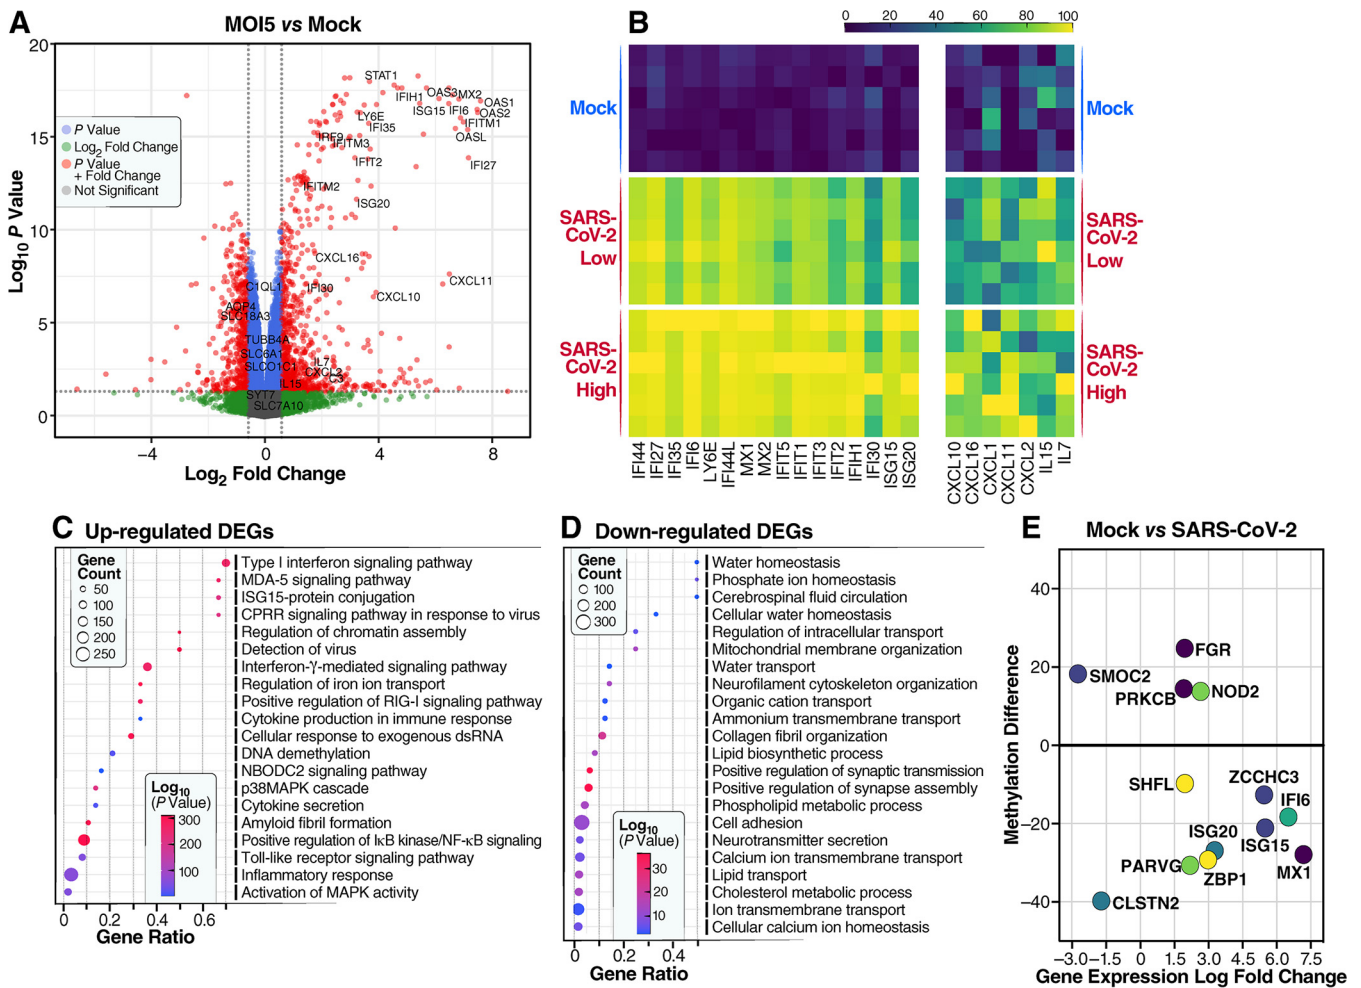 A
MOI5 vs Mock
Log10 P Value
20
15
10
5
0
−4
0
4
8
Log2 Fold Change
P Value
Log2 Fold Change
P Value
+ Fold Change
Not Significant
STAT1
IFIH1
OAS3
MX2
OAS1
ISG15
IFI6
OAS2
LY6E
IFITM1
IFI35
IRF9
OASL
IFITM3
IFIT2
IFI27
IFITM2
ISG20
CXCL16
CXCL11
C1QL1
IFI30
CXCL10
AQP4
SLC18A3
TUBB4A
SLC6A1
IL7
SLCO1C1
CXCL2
C3
IL15
SYT7
SLC7A10
B
0
20
40
60
80
100
Mock
Mock
SARS-
CoV-2
Low
SARS-
CoV-2
Low
SARS-
CoV-2
High
SARS-
CoV-2
High
IFI44
IFI27
IFI35
IFI6
LY6E
IFI44L
MX1
MX2
IFIT5
IFIT1
IFIT3
IFIT2
IFIH1
IFI30
ISG15
ISG20
CXCL10
CXCL16
CXCL1
CXCL11
CXCL2
IL15
IL7
C
Up-regulated DEGs
Gene
Count
50
100
150
200
250
Type I interferon signaling pathway
MDA-5 signaling pathway
ISG15-protein conjugation
CPRR signaling pathway in response to virus
Regulation of chromatin assembly
Detection of virus
Interferon-γ-mediated signaling pathway
Regulation of iron ion transport
Positive regulation of RIG-I signaling pathway
Cytokine production in immune response
Cellular response to exogenous dsRNA
DNA demethylation
NBODC2 signaling pathway
p38MAPK cascade
Cytokine secretion
Amyloid fibril formation
Positive regulation of IκB kinase/NF-κB signaling
Toll-like receptor signaling pathway
Inflammatory response
Activation of MAPK activity
Log10
(P Value)
300
200
100
0
0.2
0.4
0.6
Gene Ratio
D
Down-regulated DEGs
Gene
Count
100
200
300
Water homeostasis
Phosphate ion homeostasis
Cerebrospinal fluid circulation
Cellular water homeostasis
Regulation of intracellular transport
Mitochondrial membrane organization
Water transport
Neurofilament cytoskeleton organization
Organic cation transport
Ammonium transmembrane transport
Collagen fibril organization
Lipid biosynthetic process
Positive regulation of synaptic transmission
Positive regulation of synapse assembly
Phospholipid metabolic process
Cell adhesion
Neurotransmitter secretion
Calcium ion transmembrane transport
Lipid transport
Cholesterol metabolic process
Ion transmembrane transport
Cellular calcium ion homeostasis
Log10
(P Value)
30
20
10
0
0.2
0.4
Gene Ratio
E
Mock vs SARS-CoV-2
Methylation Difference
40
20
0
−20
−40
FGR
SMOC2
PRKCB
NOD2
SHFL
ZCCHC3
IFI6
ISG20
ISG15
PARVG
ZBP1
MX1
CLSTN2
−3.0
−1.5
0
1.5
3.0
4.5
6.0
7.5
Gene Expression Log Fold Change